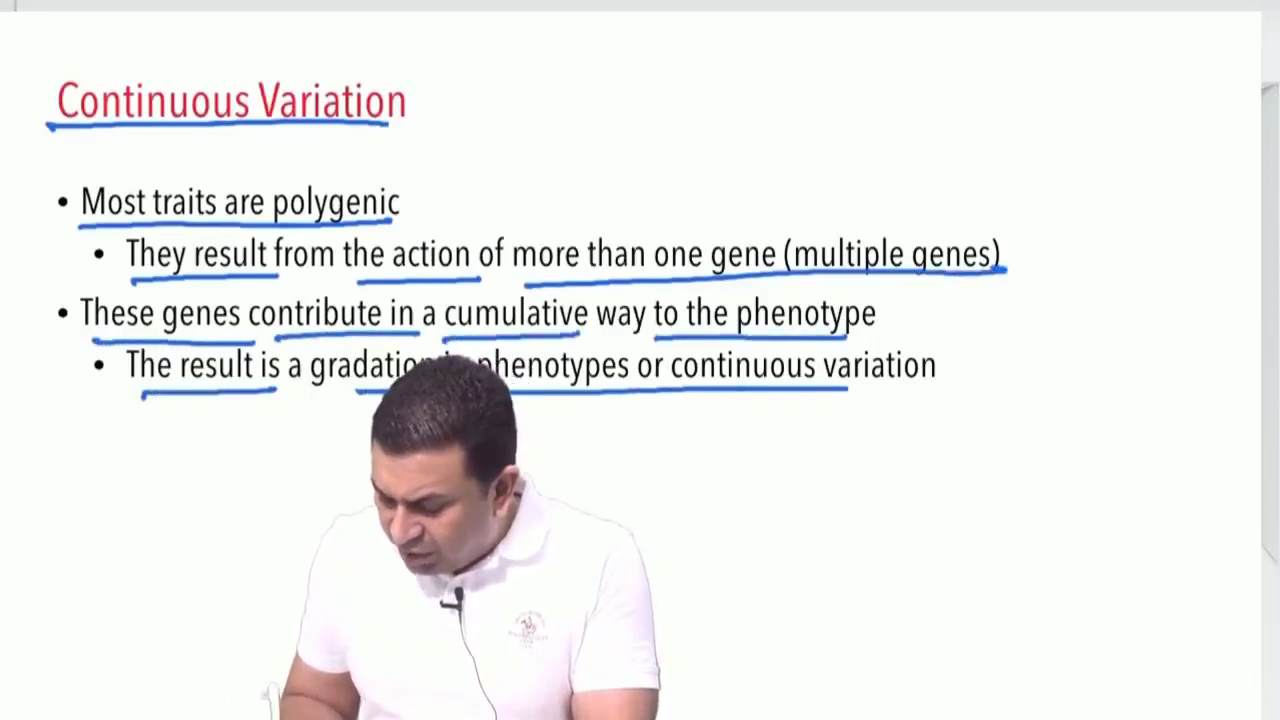 Continuous Variation
• Most traits are polygenic
• They result from the action of more than one gene (multiple genes)
• These genes contribute in a cumulative way to the phenotype
• The result is a gradation phenotypes or continuous variation